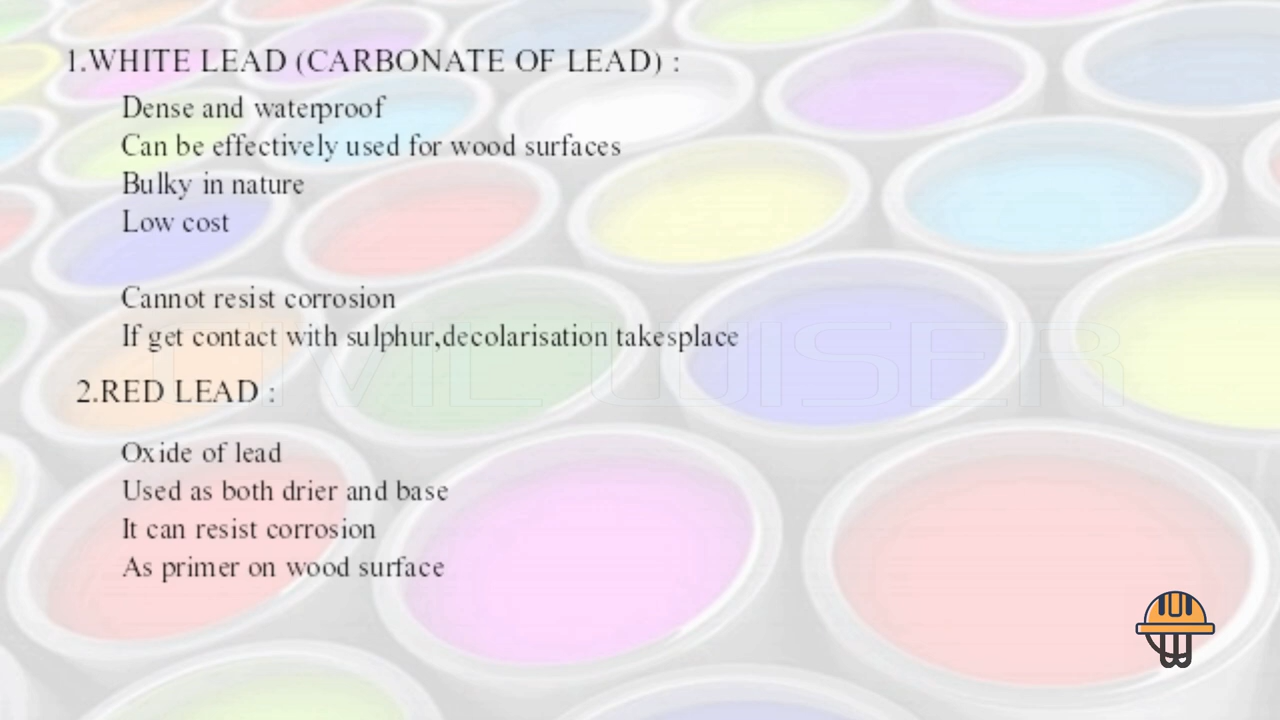 1.WHITE LEAD (CARBONATE OF LEAD) :
Dense and waterproof
Can be effectively used for wood surfaces
Bulky in nature
Low cost
Cannot resist corrosion
If get contact with sulphur,decolarisation takesplace
CIVIL WISER
2.RED LEAD :
Oxide of lead
Used as both drier and base
It can resist corrosion
As primer on wood surface